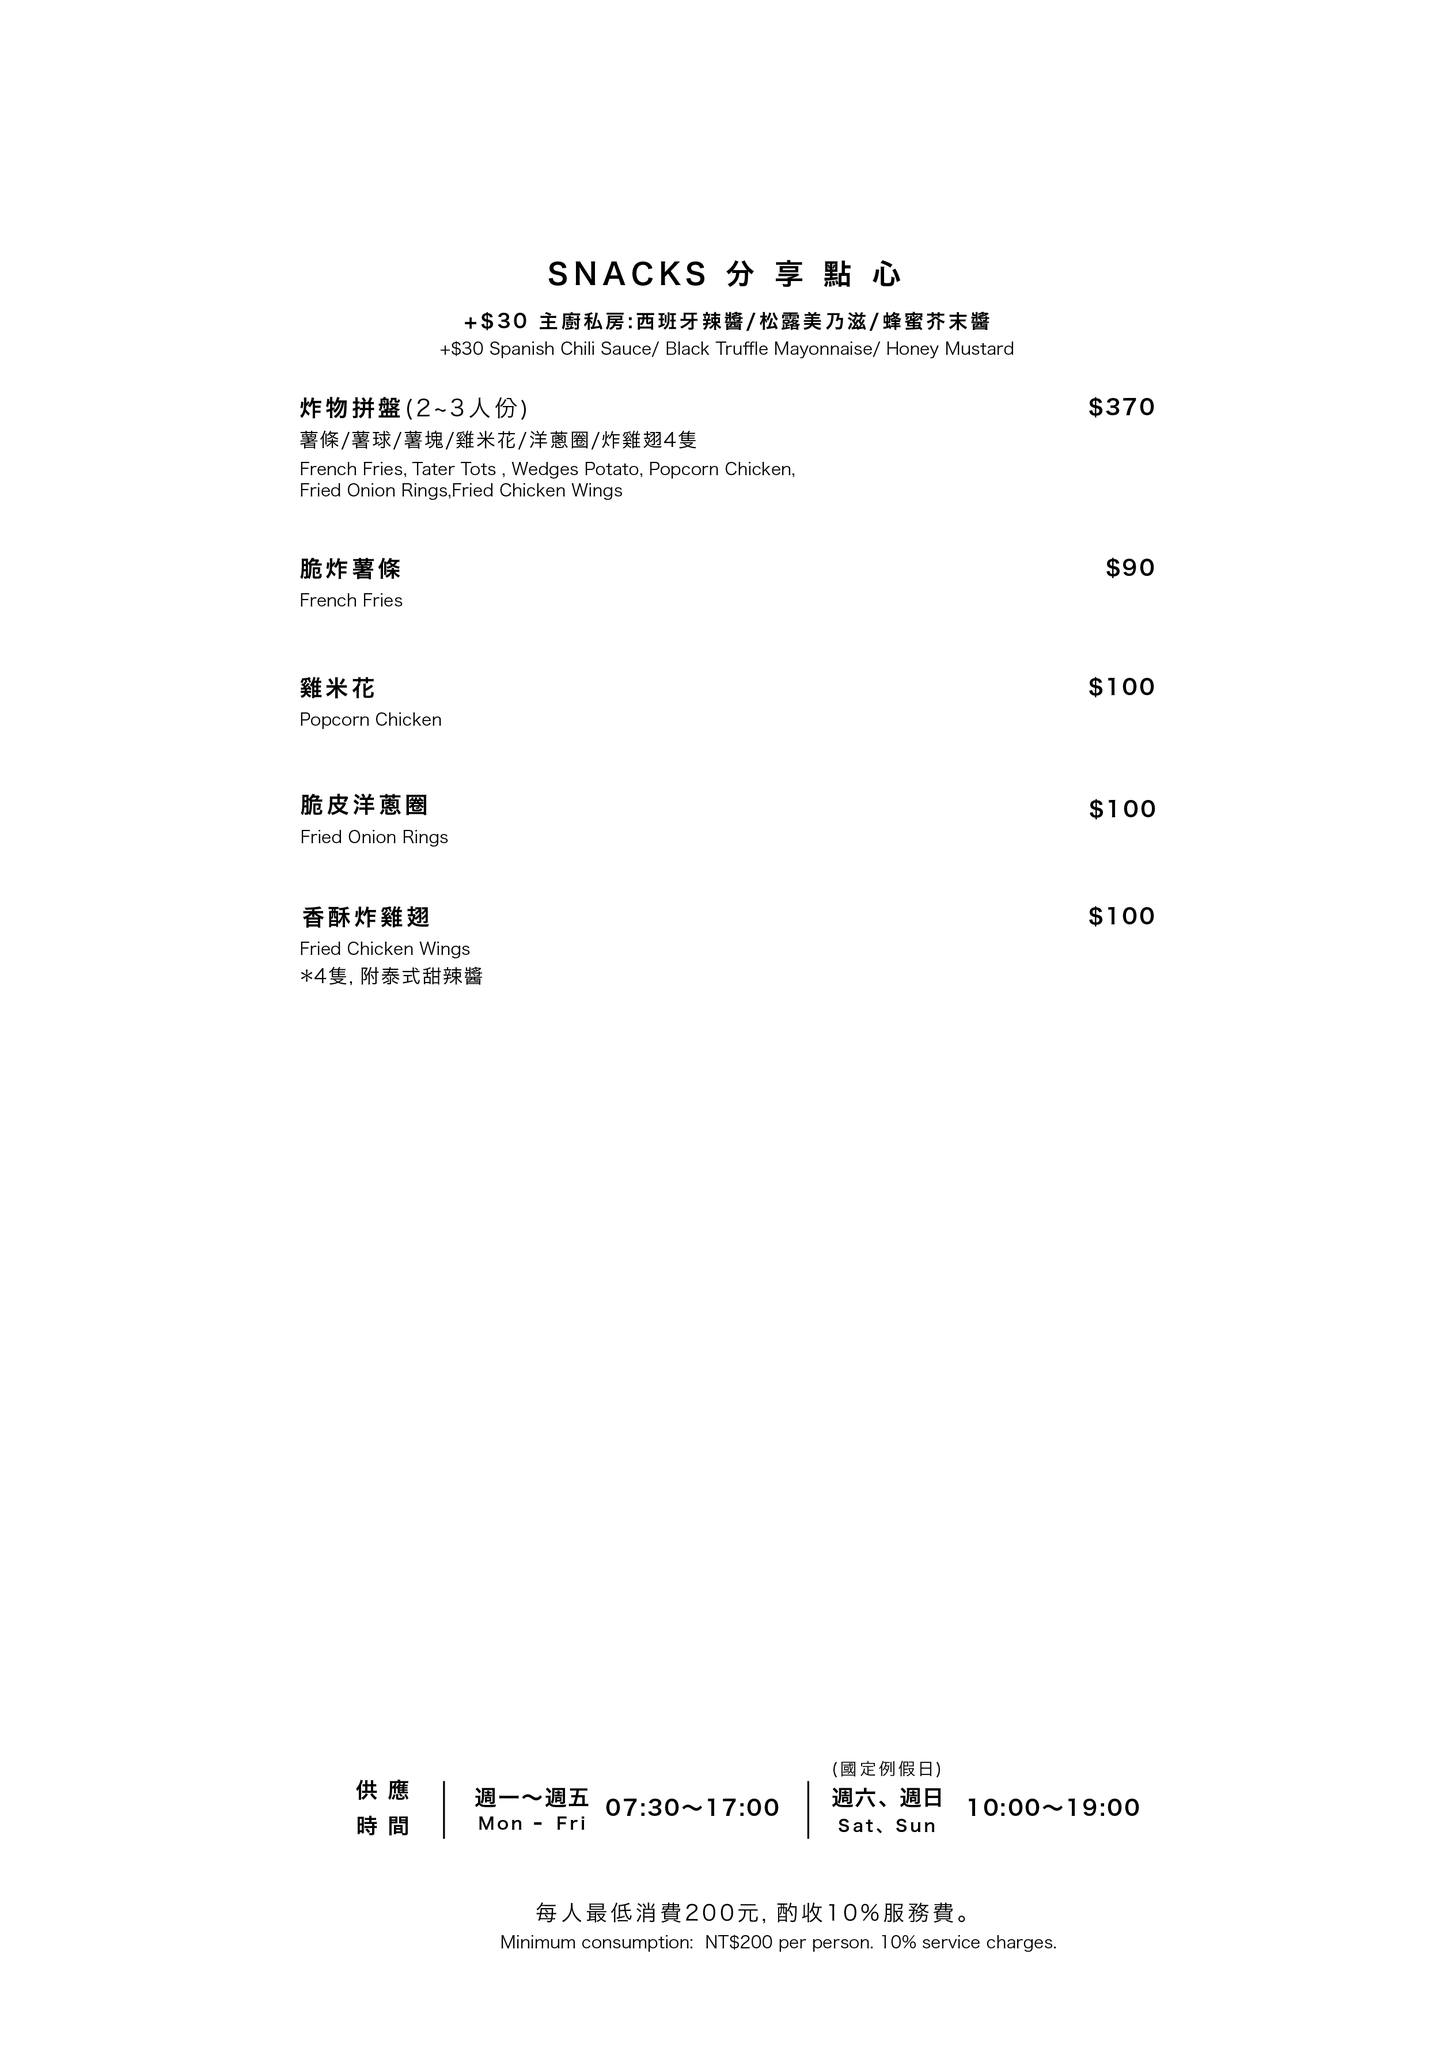 SNACKS 分享點心
+$30 主廚私房:西班牙辣醬/松露美乃滋/蜂蜜芥末醬
+$30 Spanish Chili Sauce/ Black Truffle Mayonnaise/ Honey Mustard
炸物拼盤(2~3人份) $370
薯條/薯球/薯塊/雞米花/洋蔥圈/炸雞翅4隻
French Fries, Tater Tots , Wedges Potato, Popcorn Chicken,
Fried Onion Rings,Fried Chicken Wings
脆炸薯條 $90
French Fries
雞米花 $100
Popcorn Chicken
脆皮洋蔥圈 $100
Fried Onion Rings
香酥炸雞翅 $100
Fried Chicken Wings
*4隻, 附泰式甜辣醬
供應
時間
週一～週五 07:30～17:00
Mon - Fri
(國定例假日)
週六、週日 10:00～19:00
Sat、Sun
每人最低消費200元, 酌收10%服務費。
Minimum consumption: NT$200 per person. 10% service charges.